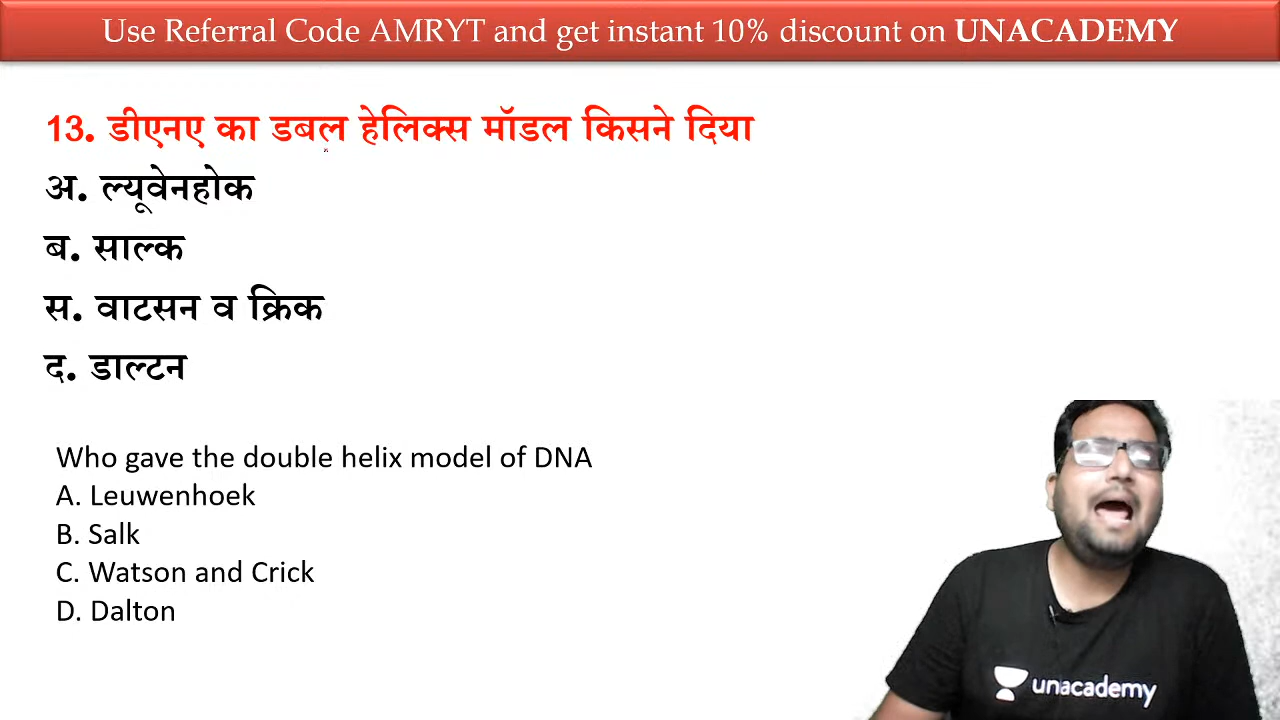 Use Referral Code AMRYT and get instant 10% discount on UNACADEMY
13. डीएनए का डबल हेलिक्स मॉडल किसने दिया
अ. ल्यूवेनहोक
ब. साल्क
स. वाटसन व क्रिक
द. डाल्टन
Who gave the double helix model of DNA
A. Leuwenhoek
B. Salk
C. Watson and Crick
D. Dalton
unacademy